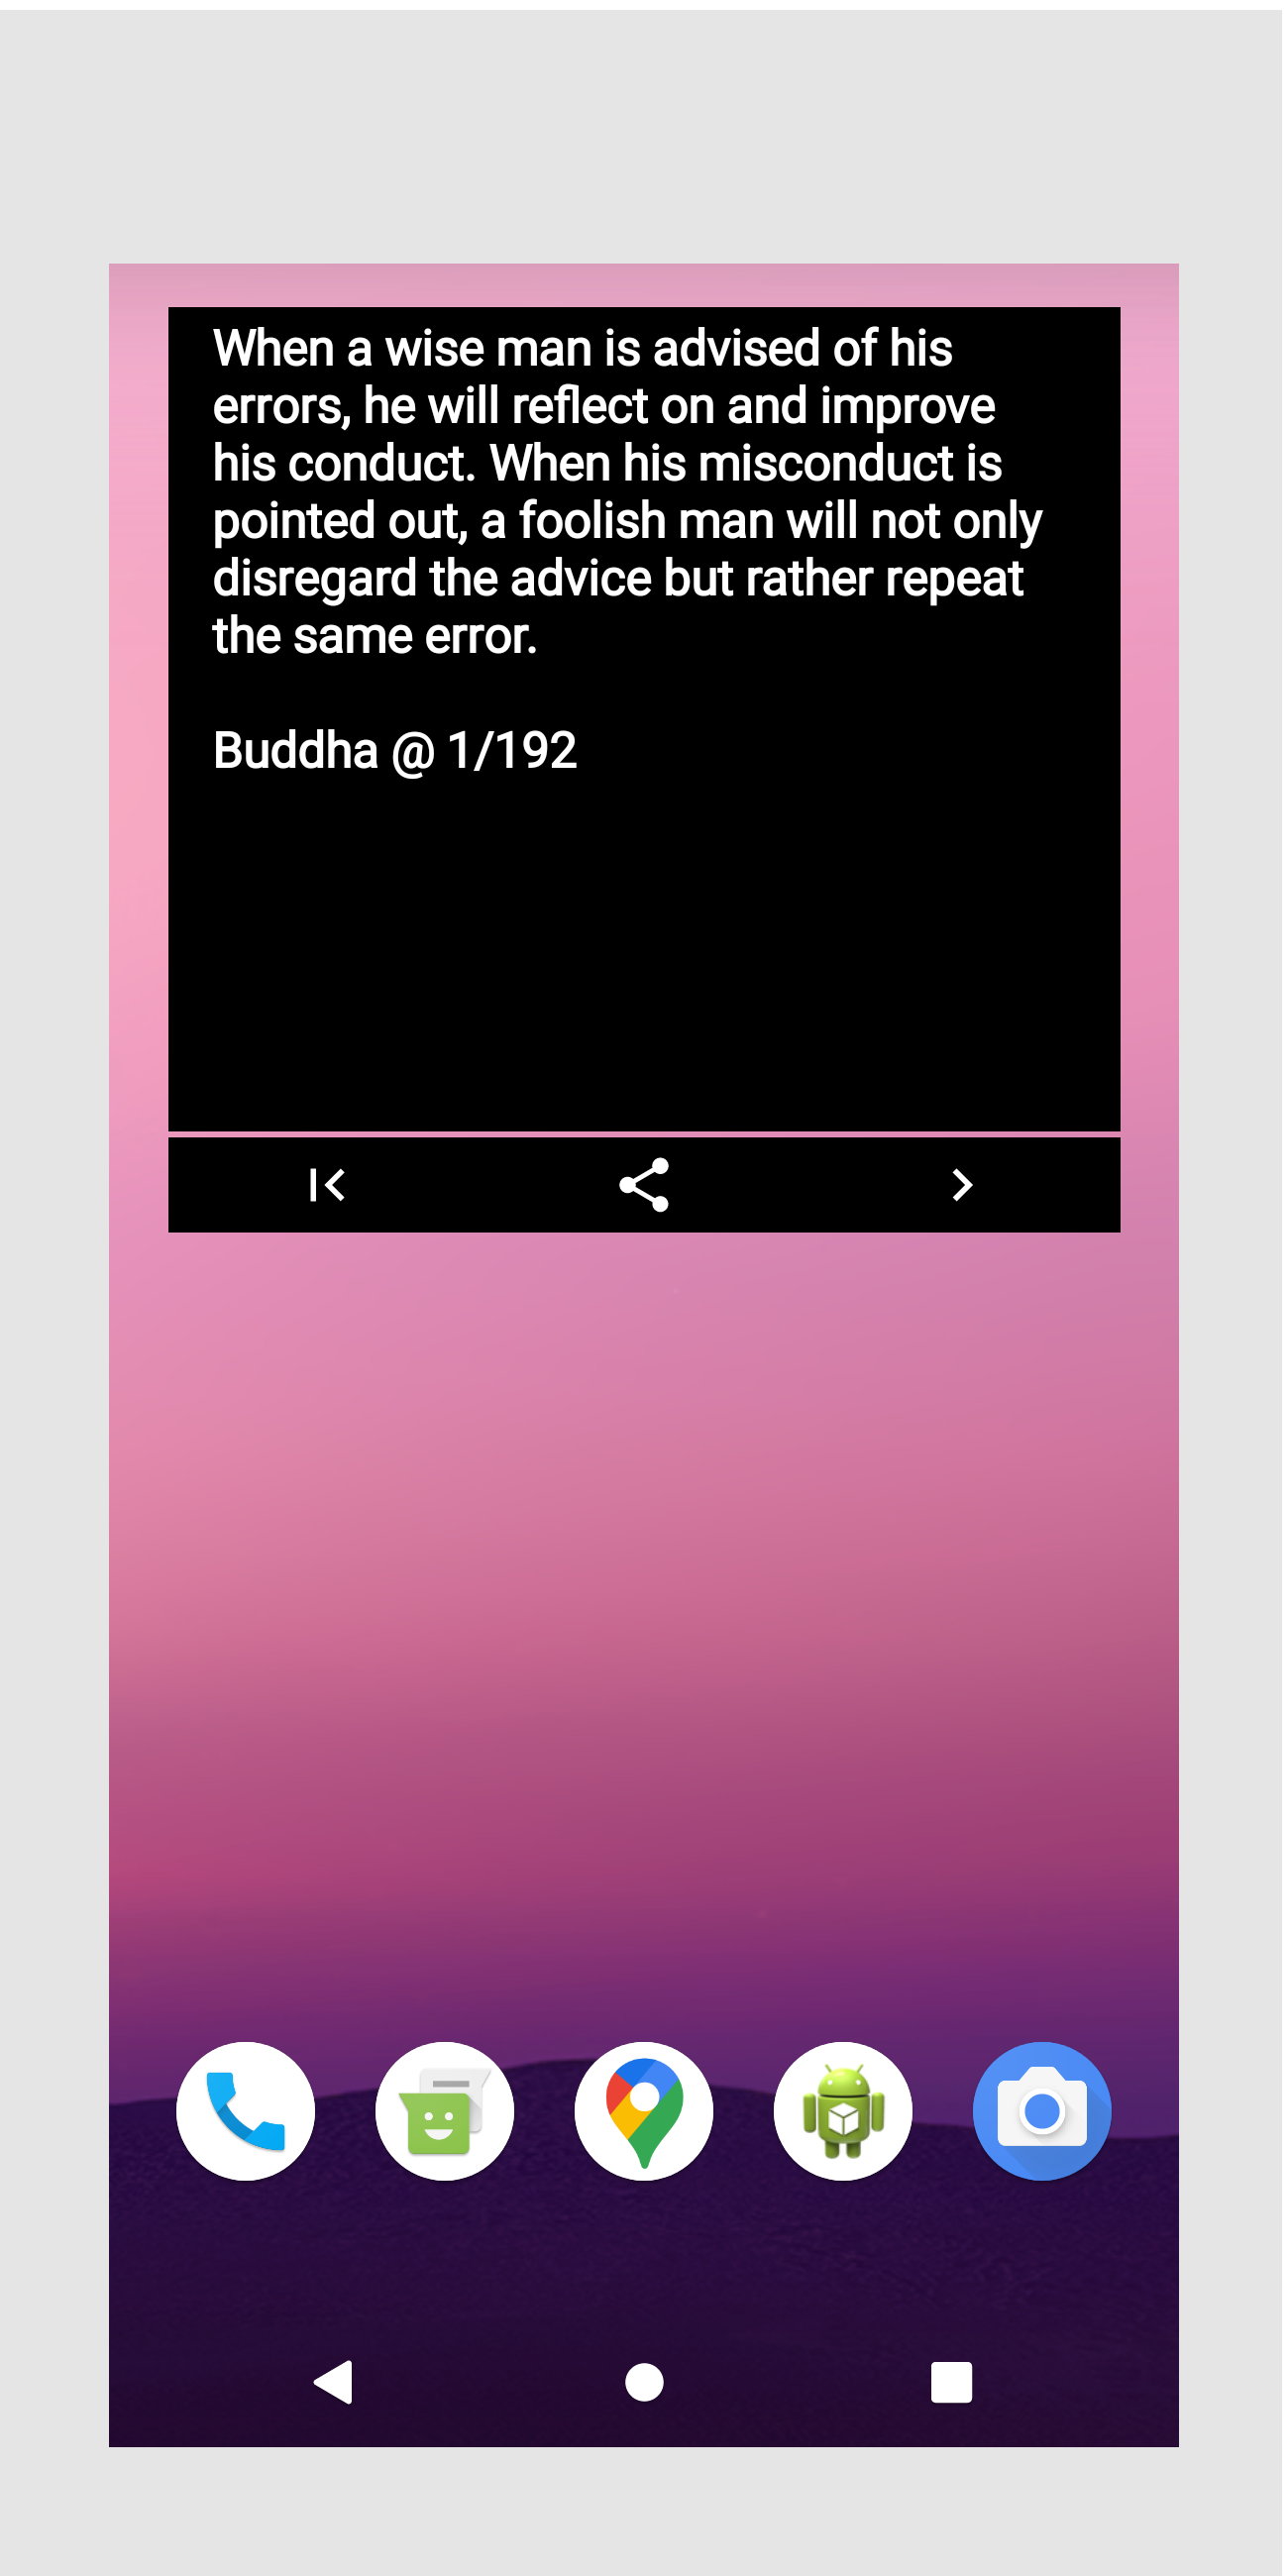 When a wise man is advised of his
errors, he will reflect on and improve
his conduct. When his misconduct is
pointed out, a foolish man will not only
disregard the advice but rather repeat
the same error.
Buddha @ 1/192